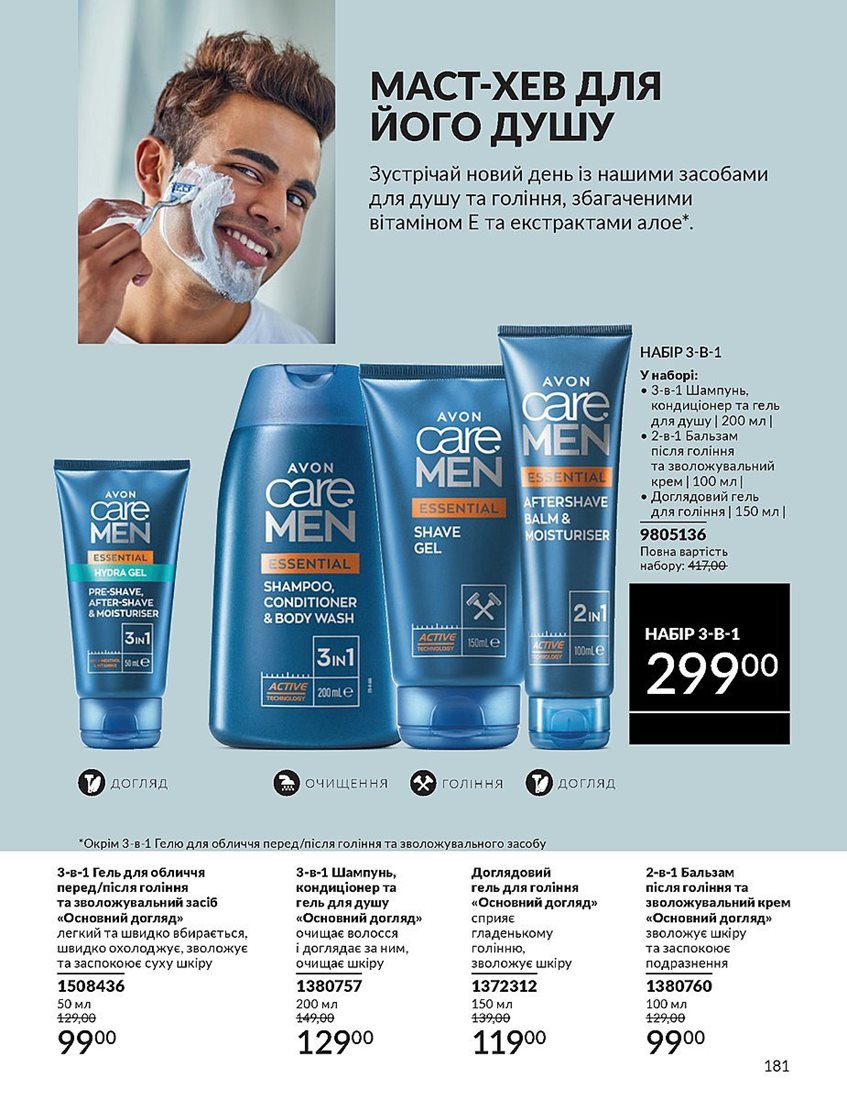 МАСТ-ХЕВ ДЛЯ
ЙОГО ДУШУ
Зустрічай новий день із нашими засобами
для душу та гоління, збагаченими
вітаміном Е та екстрактами алое*.
НАБІР 3-В-1
У наборі:
• 3-в-1 Шампунь,
кондиціонер та гель
для душу | 200 мл |
• 2-в-1 Бальзам
після гоління
та зволожувальний
крем | 100 мл |
• Доглядовий гель
для гоління | 150 мл |
9805136
Повна вартість
набору: 417,00
НАБІР 3-В-1
29900
AVON
care
MEN
ESSENTIAL
HYDRA GEL
PRE-SHAVE,
AFTER-SHAVE
& MOISTURISER
3IN1
50 mL e
AVON
care
MEN
ESSENTIAL
SHAMPOO,
CONDITIONER
& BODY WASH
3IN1
ACTIVE
TECHNOLOGY
200 mL e
AVON
care
MEN
ESSENTIAL
SHAVE
GEL
ACTIVE
TECHNOLOGY
150mL e
AVON
care
MEN
ESSENTIAL
AFTERSHAVE
BALM &
MOISTURISER
2IN1
ACTIVE
TECHNOLOGY
100mL e
ДОГЛЯД
ОЧИЩЕННЯ
ГОЛІННЯ
ДОГЛЯД
*Окрім 3-в-1 Гелю для обличчя перед/після гоління та зволожувального засобу
3-в-1 Гель для обличчя
перед/після гоління
та зволожувальний засіб
«Основний догляд»
легкий та швидко вбирається,
швидко охолоджує, зволожує
та заспокоює суху шкіру
1508436
50 мл
129,00
9900
3-в-1 Шампунь,
кондиціонер та
гель для душу
«Основний догляд»
очищає волосся
і доглядає за ним,
очищає шкіру
1380757
200 мл
149,00
12900
Доглядовий
гель для гоління
«Основний догляд»
сприяє
гладенькому
голінню,
зволожує шкіру
1372312
150 мл
139,00
11900
2-в-1 Бальзам
після гоління та
зволожувальний крем
«Основний догляд»
зволожує шкіру
та заспокоює
подразнення
1380760
100 мл
129,00
9900
181